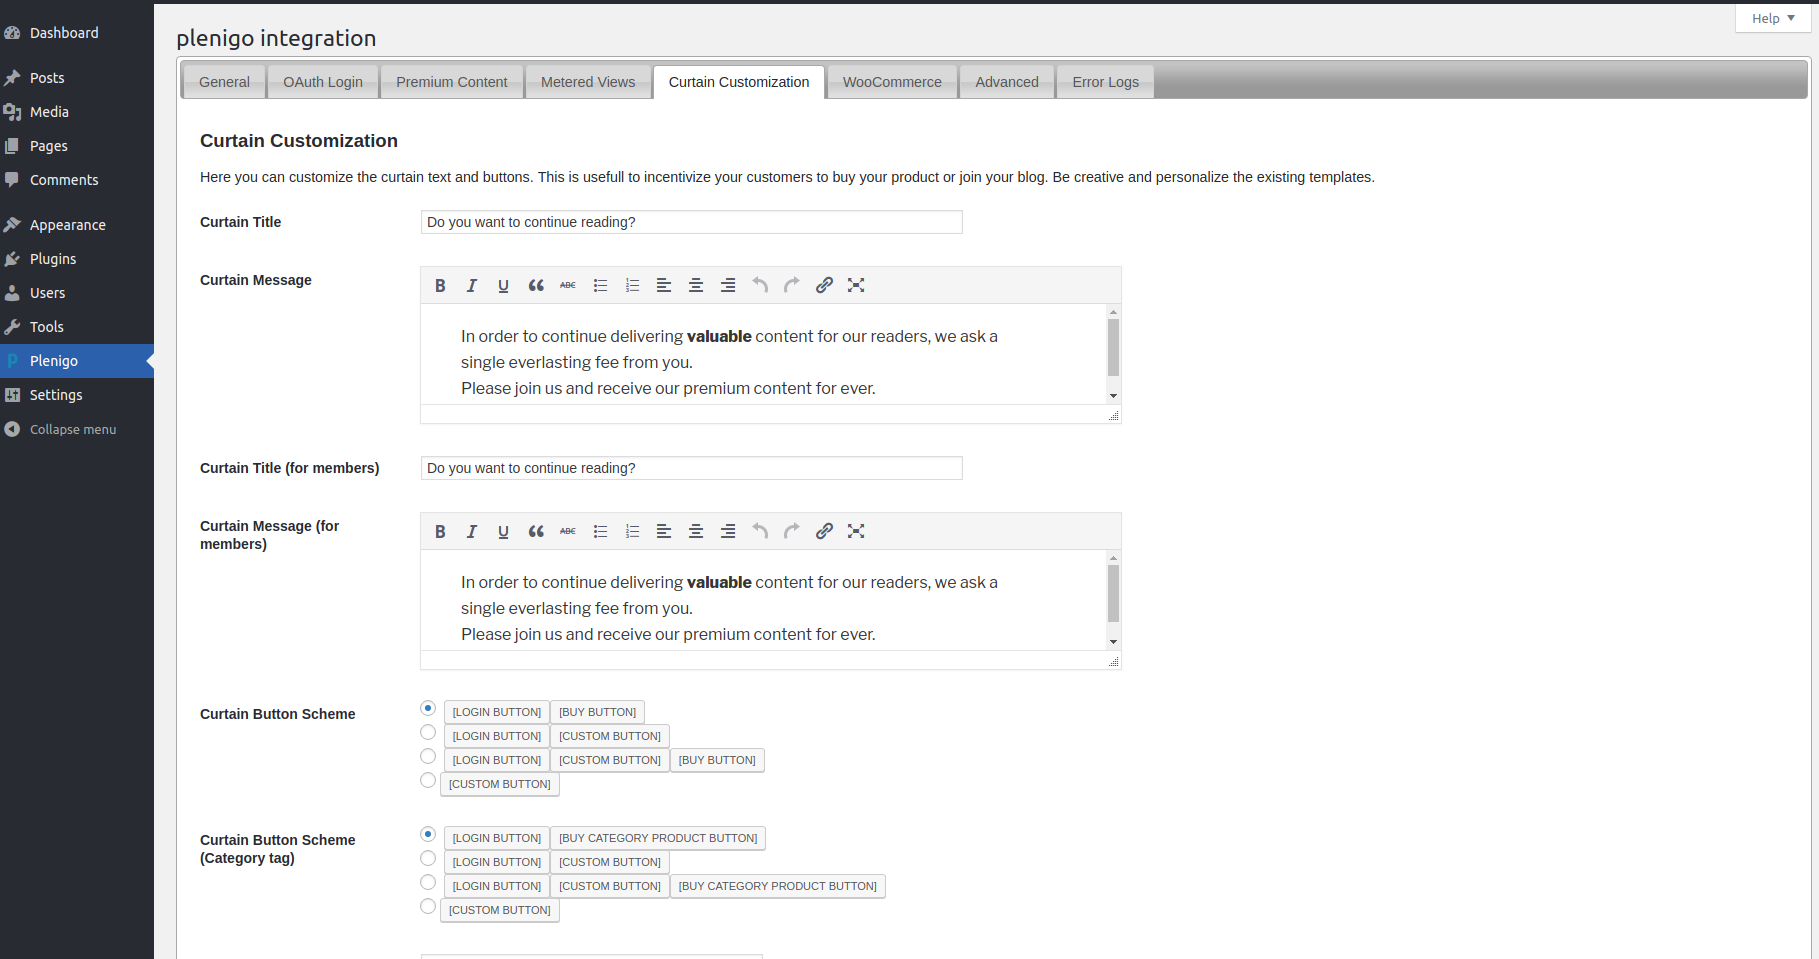 Help
Dashboard
Posts
Media
Pages
Comments
Appearance
Plugins
Users
Tools
Plenigo
Settings
Collapse menu
plenigo integration
General OAuth Login Premium Content Metered Views Curtain Customization WooCommerce Advanced Error Logs
Curtain Customization
Here you can customize the curtain text and buttons. This is usefull to incentivize your customers to buy your product or join your blog. Be creative and personalize the existing templates.
Curtain Title
Do you want to continue reading?
Curtain Message
B I U ABC
In order to continue delivering valuable content for our readers, we ask a
single everlasting fee from you.
Please join us and receive our premium content for ever.
Curtain Title (for members)
Do you want to continue reading?
Curtain Message (for
members)
B I U ABC
In order to continue delivering valuable content for our readers, we ask a
single everlasting fee from you.
Please join us and receive our premium content for ever.
Curtain Button Scheme
[LOGIN BUTTON] [BUY BUTTON]
[LOGIN BUTTON] [CUSTOM BUTTON]
[LOGIN BUTTON] [CUSTOM BUTTON] [BUY BUTTON]
[CUSTOM BUTTON]
Curtain Button Scheme
(Category tag)
[LOGIN BUTTON] [BUY CATEGORY PRODUCT BUTTON]
[LOGIN BUTTON] [CUSTOM BUTTON]
[LOGIN BUTTON] [CUSTOM BUTTON] [BUY CATEGORY PRODUCT BUTTON]
[CUSTOM BUTTON]